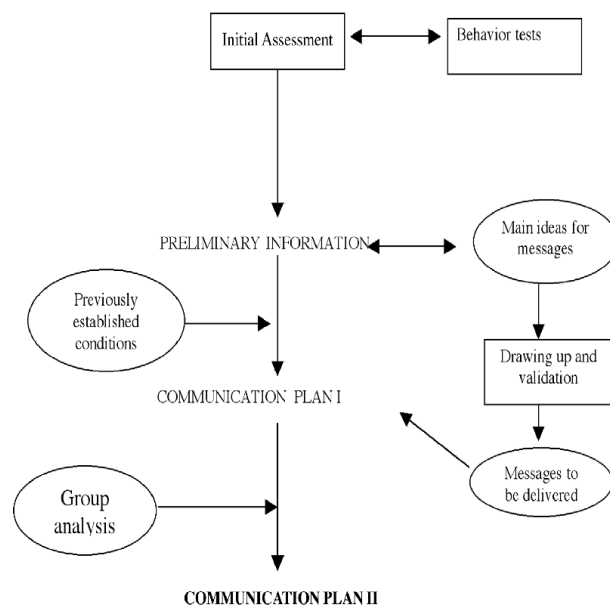 Initial Assessment
Behavior tests
PRELIMINARY INFORMATION
Main ideas for
messages
Previously
established
conditions
Drawing up and
validation
COMMUNICATION PLAN I
Messages to
be delivered
Group
analysis
COMMUNICATION PLAN II